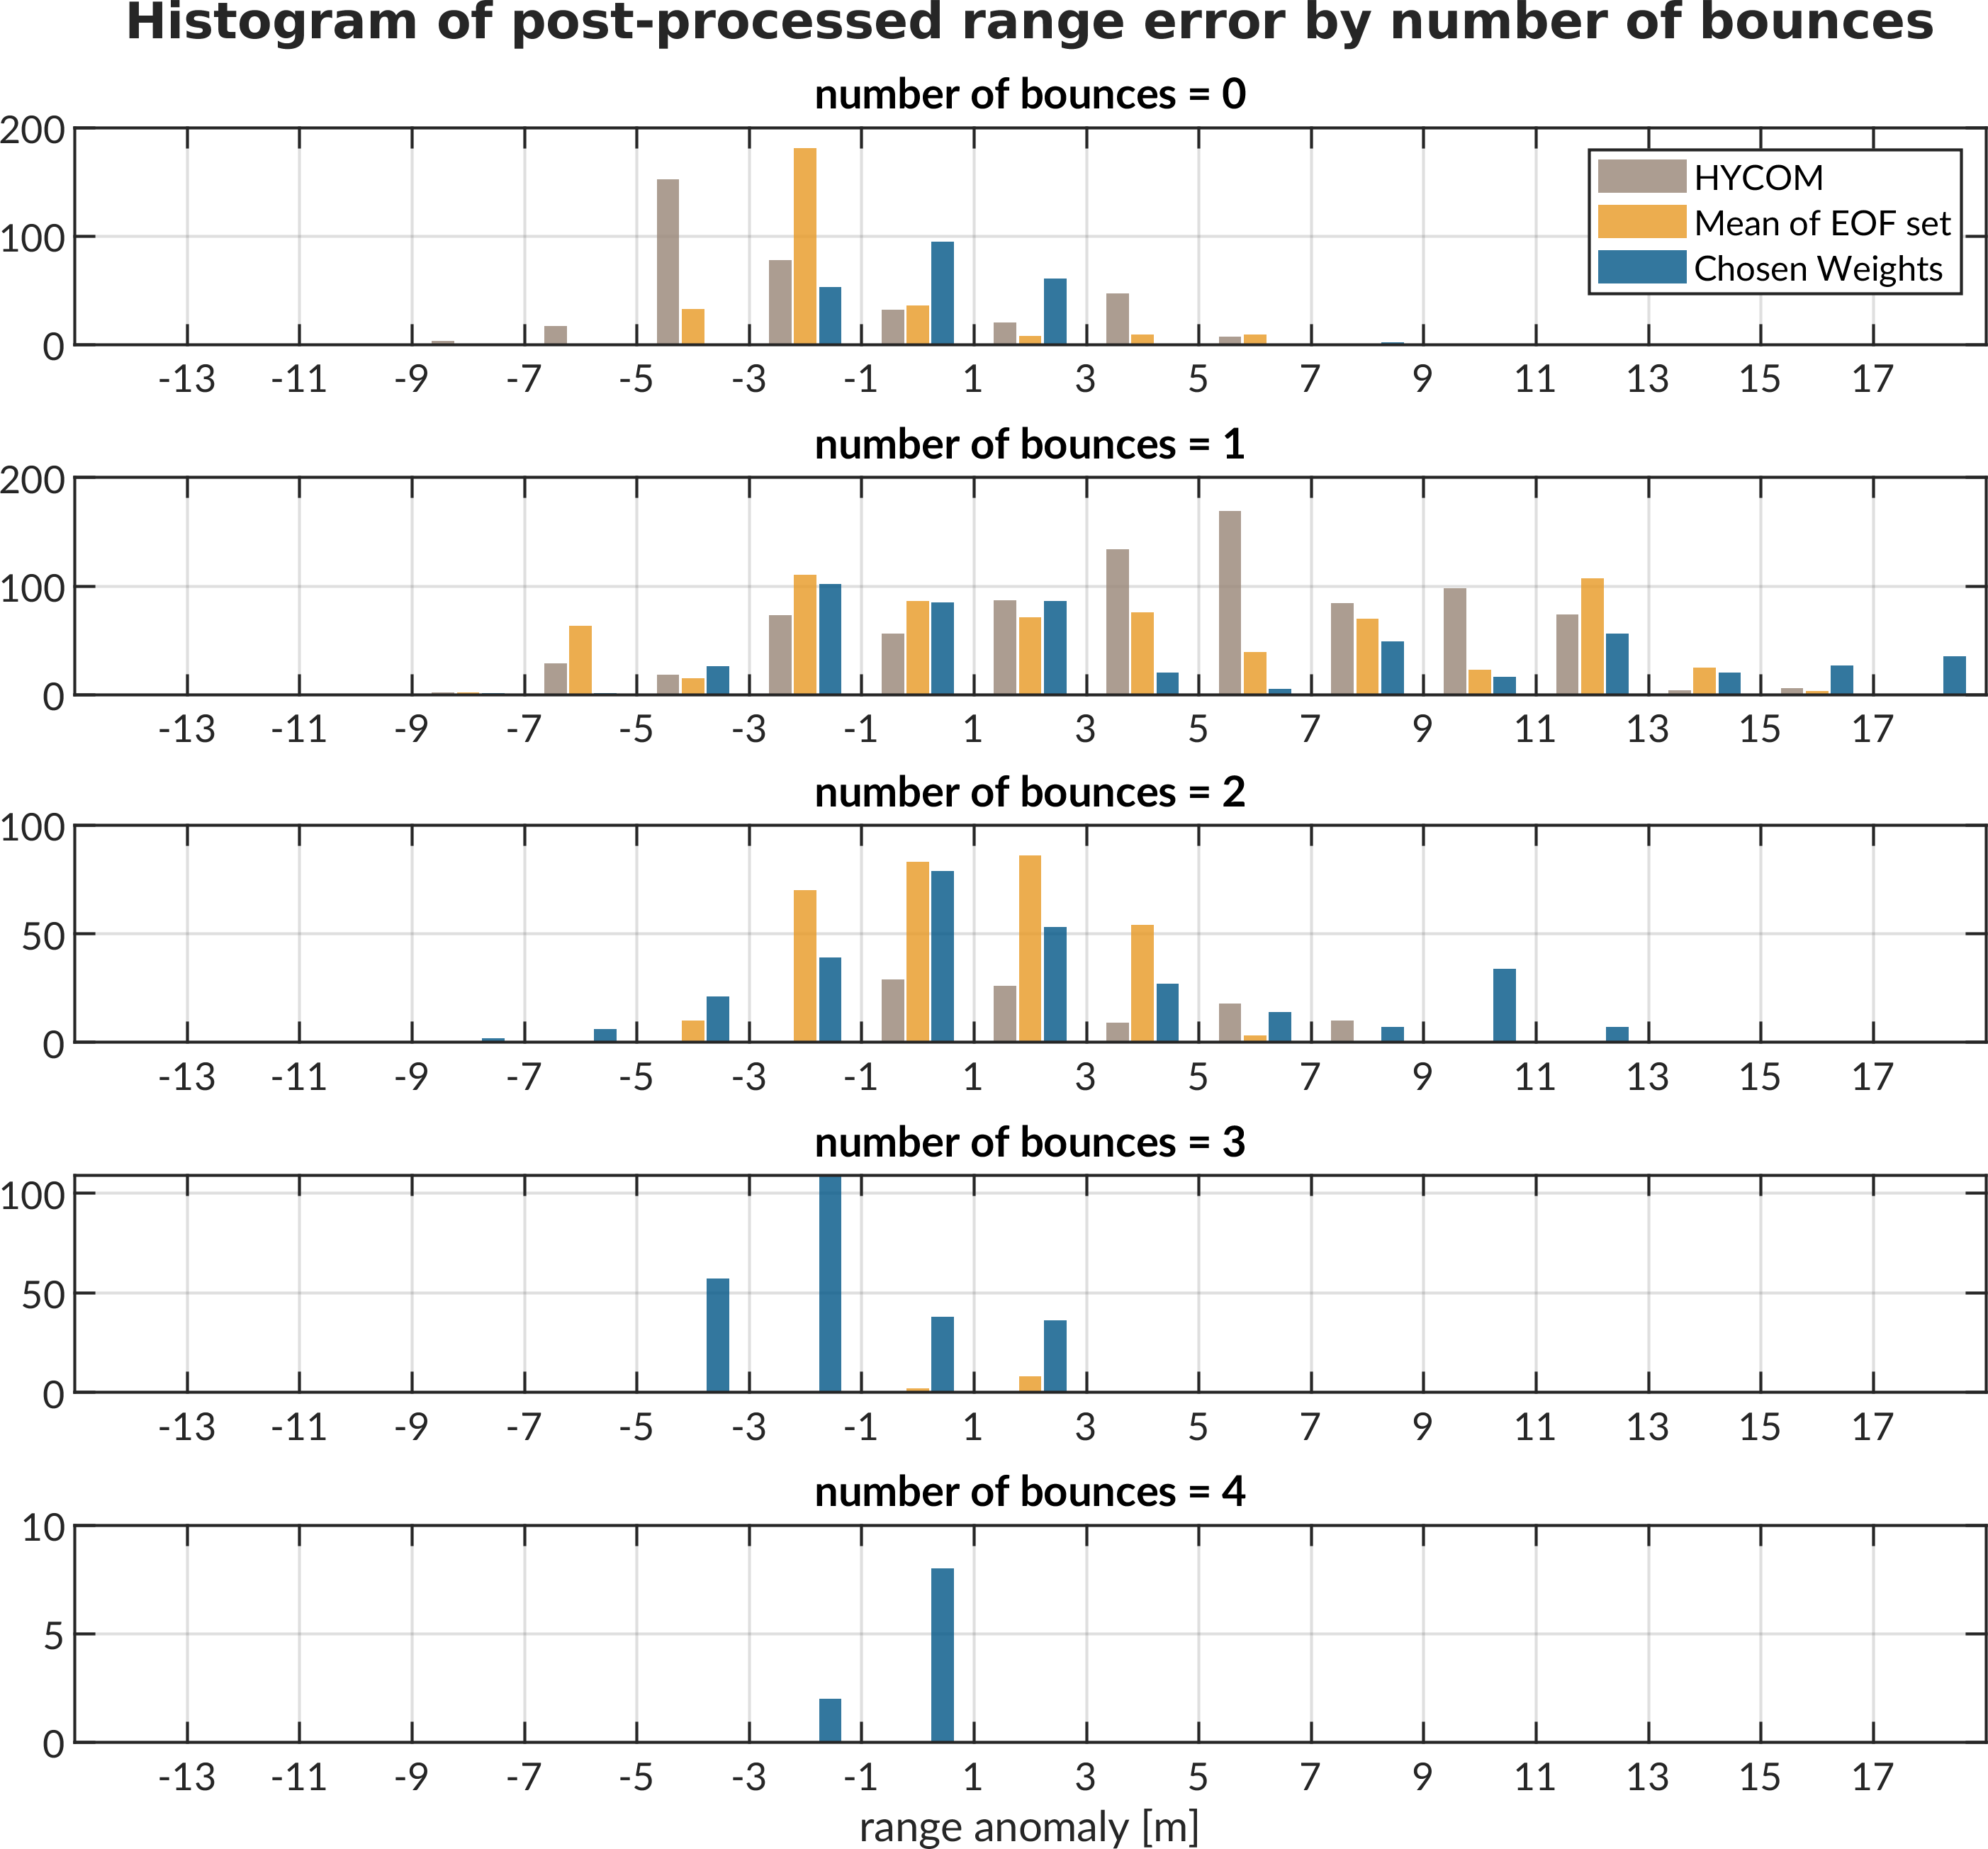 Histogram of post-processed range error by number of bounces
number of bounces = 0
200
100
0
HYCOM
Mean of EOF set
Chosen Weights
-13 -11 -9 -7 -5 -3 -1 1 3 5 7 9 11 13 15 17
number of bounces = 1
200
100
0
-13 -11 -9 -7 -5 -3 -1 1 3 5 7 9 11 13 15 17
number of bounces = 2
100
50
0
-13 -11 -9 -7 -5 -3 -1 1 3 5 7 9 11 13 15 17
number of bounces = 3
100
50
0
-13 -11 -9 -7 -5 -3 -1 1 3 5 7 9 11 13 15 17
number of bounces = 4
10
5
0
-13 -11 -9 -7 -5 -3 -1 1 3 5 7 9 11 13 15 17
range anomaly [m]